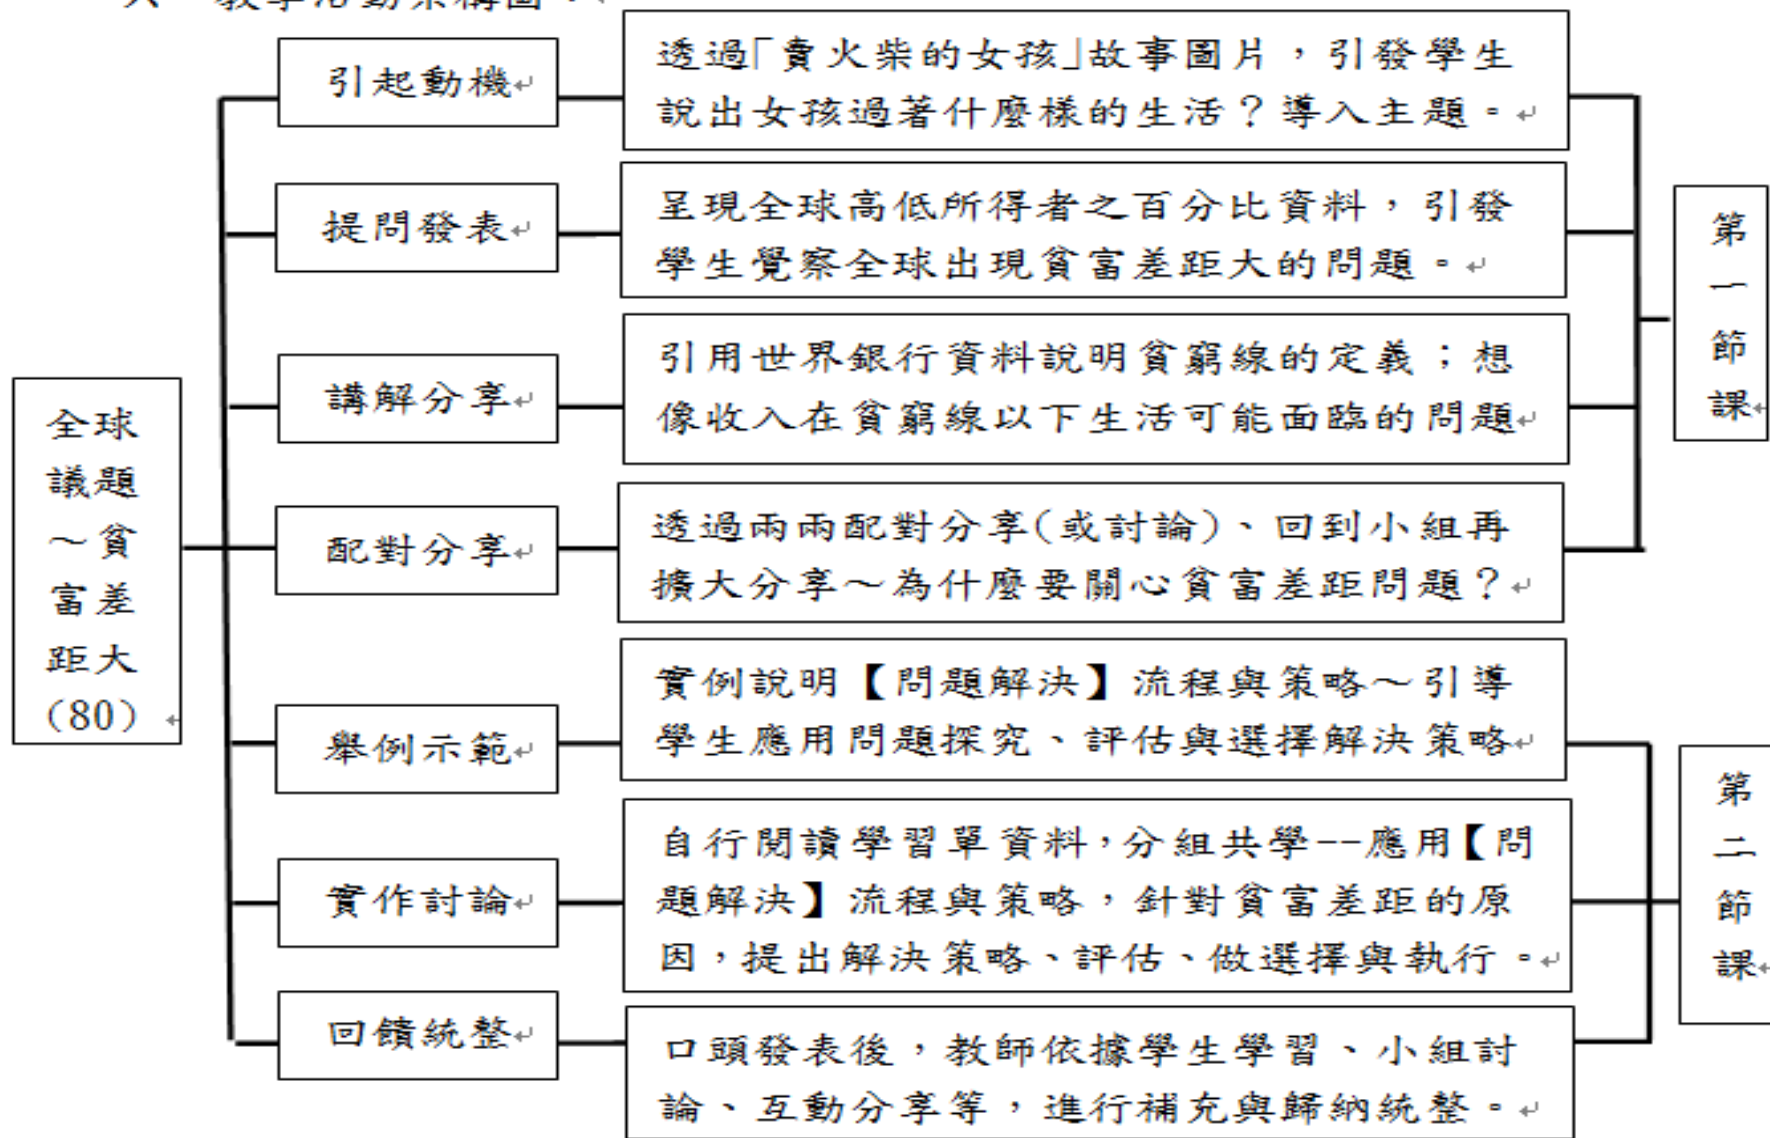 教學活動架構圖：
全球
議題
～貧
富差
距大
（80）
引起動機
透過「賣火柴的女孩」故事圖片，引發學生
說出女孩過著什麼樣的生活？導入主題。
提問發表
呈現全球高低所得者之百分比資料，引發
學生覺察全球出現貧富差距大的問題。
講解分享
引用世界銀行資料說明貧窮線的定義；想
像收入在貧窮線以下生活可能面臨的問題
配對分享
透過兩兩配對分享(或討論)、回到小組再
擴大分享～為什麼要關心貧富差距問題？
第
一
節
課
舉例示範
實例說明【問題解決】流程與策略～引導
學生應用問題探究、評估與選擇解決策略
實作討論
自行閱讀學習單資料，分組共學--應用【問
題解決】流程與策略，針對貧富差距的原
因，提出解決策略、評估、做選擇與執行。
回饋統整
口頭發表後，教師依據學生學習、小組討
論、互動分享等，進行補充與歸納統整。
第
二
節
課